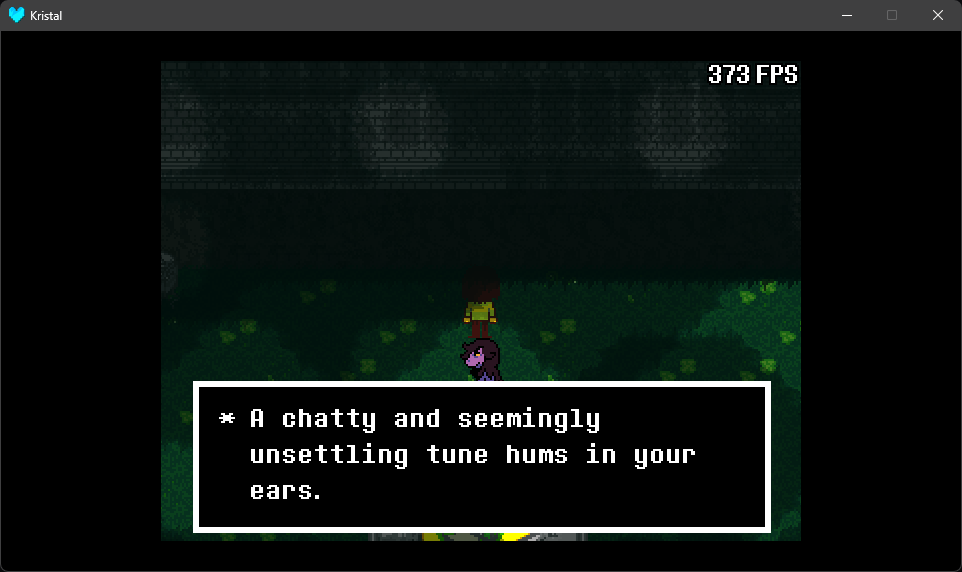 Kristal
373 FPS
* A chatty and seemingly
unsettling tune hums in your
ears.